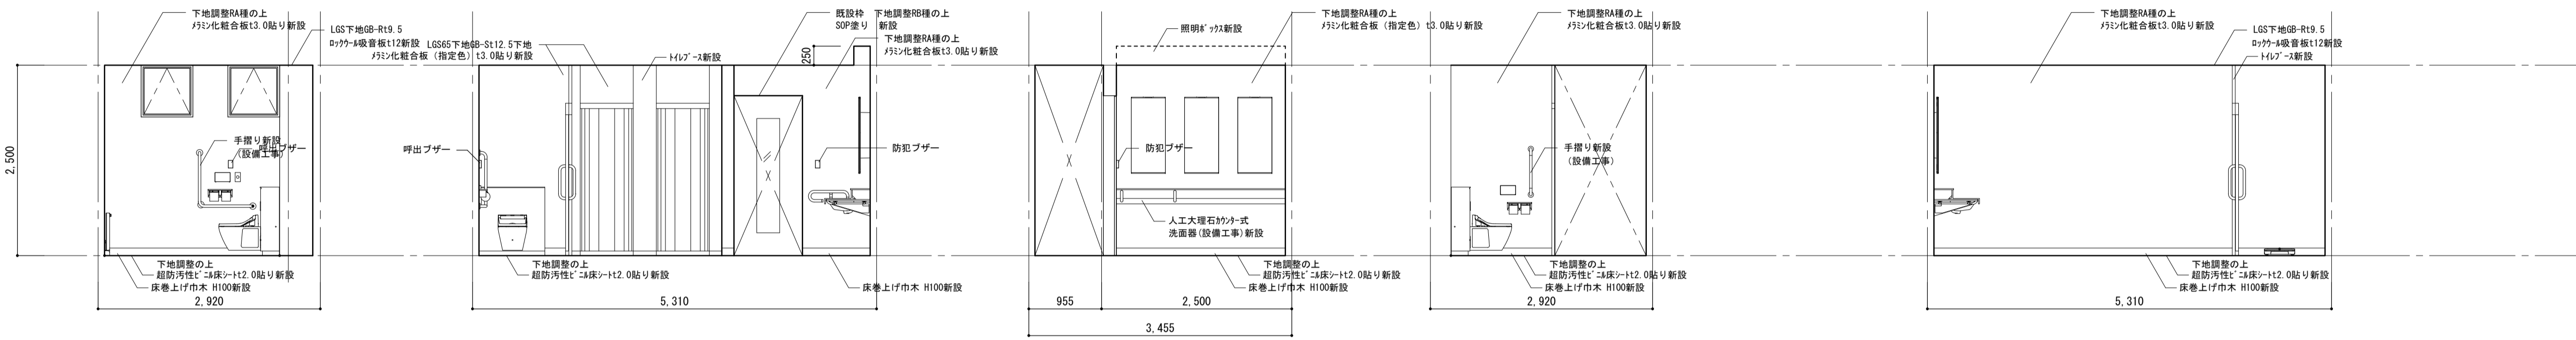 下地調整RA種の上
メラミン化粧合板t3.0貼り新設
LGS下地GB-Rt9.5
ロックウール吸音板t12新設
手摺り新設
(設備工事)
呼出ブザー
2,500
下地調整の上
超防汚性ビニル床シートt2.0貼り新設
床巻上げ巾木 H100新設
2,920
LGS65下地GB-St12.5下地
メラミン化粧合板（指定色）t3.0貼り新設
トイレブース新設
既設枠　下地調整RB種の上
SOP塗り　新設
下地調整RA種の上
メラミン化粧合板t3.0貼り新設
250
呼出ブザー
防犯ブザー
下地調整の上
超防汚性ビニル床シートt2.0貼り新設
床巻上げ巾木 H100新設
5,310
照明ボックス新設
下地調整RA種の上
メラミン化粧合板（指定色）t3.0貼り新設
防犯ブザー
人工大理石カウンター式
洗面器(設備工事)新設
下地調整の上
超防汚性ビニル床シートt2.0貼り新設
床巻上げ巾木 H100新設
955
2,500
3,455
下地調整RA種の上
メラミン化粧合板t3.0貼り新設
手摺り新設
(設備工事)
下地調整の上
超防汚性ビニル床シートt2.0貼り新設
床巻上げ巾木 H100新設
2,920
下地調整RA種の上
メラミン化粧合板t3.0貼り新設
LGS下地GB-Rt9.5
ロックウール吸音板t12新設
トイレブース新設
下地調整の上
超防汚性ビニル床シートt2.0貼り新設
床巻上げ巾木 H100新設
5,310